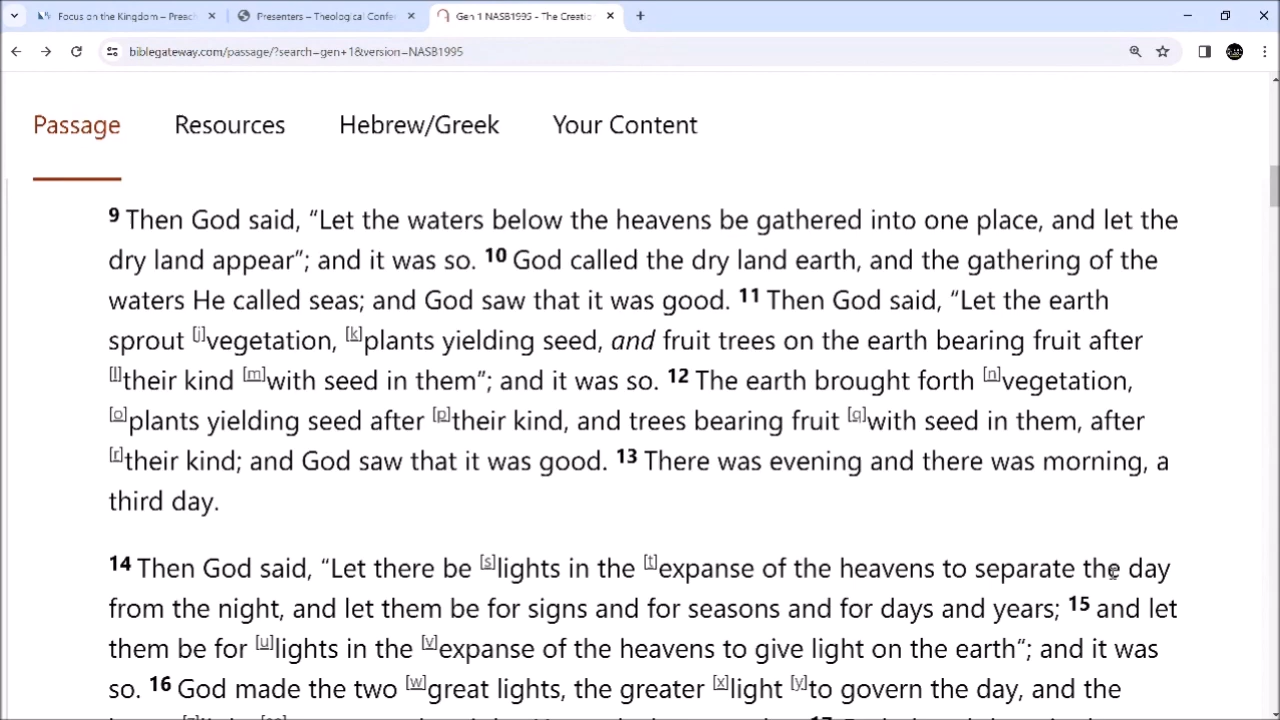 Focus on the Kingdom – Preach
Presenters – Theological Confer
Gen 1 NASB1995 - The Creatio
biblegateway.com/passage/?search=gen+1&version=NASB1995
Passage Resources Hebrew/Greek Your Content
9 Then God said, “Let the waters below the heavens be gathered into one place, and let the
dry land appear”; and it was so. 10 God called the dry land earth, and the gathering of the
waters He called seas; and God saw that it was good. 11 Then God said, “Let the earth
sprout [j]vegetation, [k]plants yielding seed, and fruit trees on the earth bearing fruit after
[l]their kind [m]with seed in them”; and it was so. 12 The earth brought forth [n]vegetation,
[o]plants yielding seed after [p]their kind, and trees bearing fruit [q]with seed in them, after
[r]their kind; and God saw that it was good. 13 There was evening and there was morning, a
third day.
14 Then God said, “Let there be [s]lights in the [t]expanse of the heavens to separate the day
from the night, and let them be for signs and for seasons and for days and years; 15 and let
them be for [u]lights in the [v]expanse of the heavens to give light on the earth”; and it was
so. 16 God made the two [w]great lights, the greater [x]light [y]to govern the day, and the